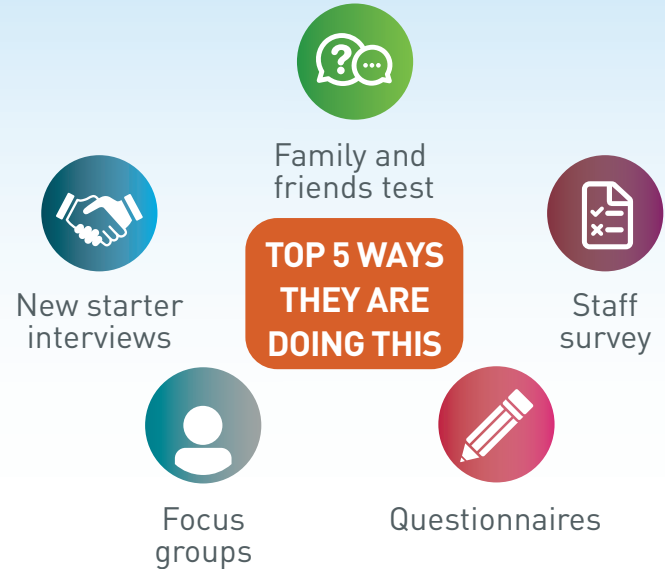 Family and
friends test
TOP 5 WAYS
THEY ARE
DOING THIS
New starter
interviews
Staff
survey
Focus
groups
Questionnaires